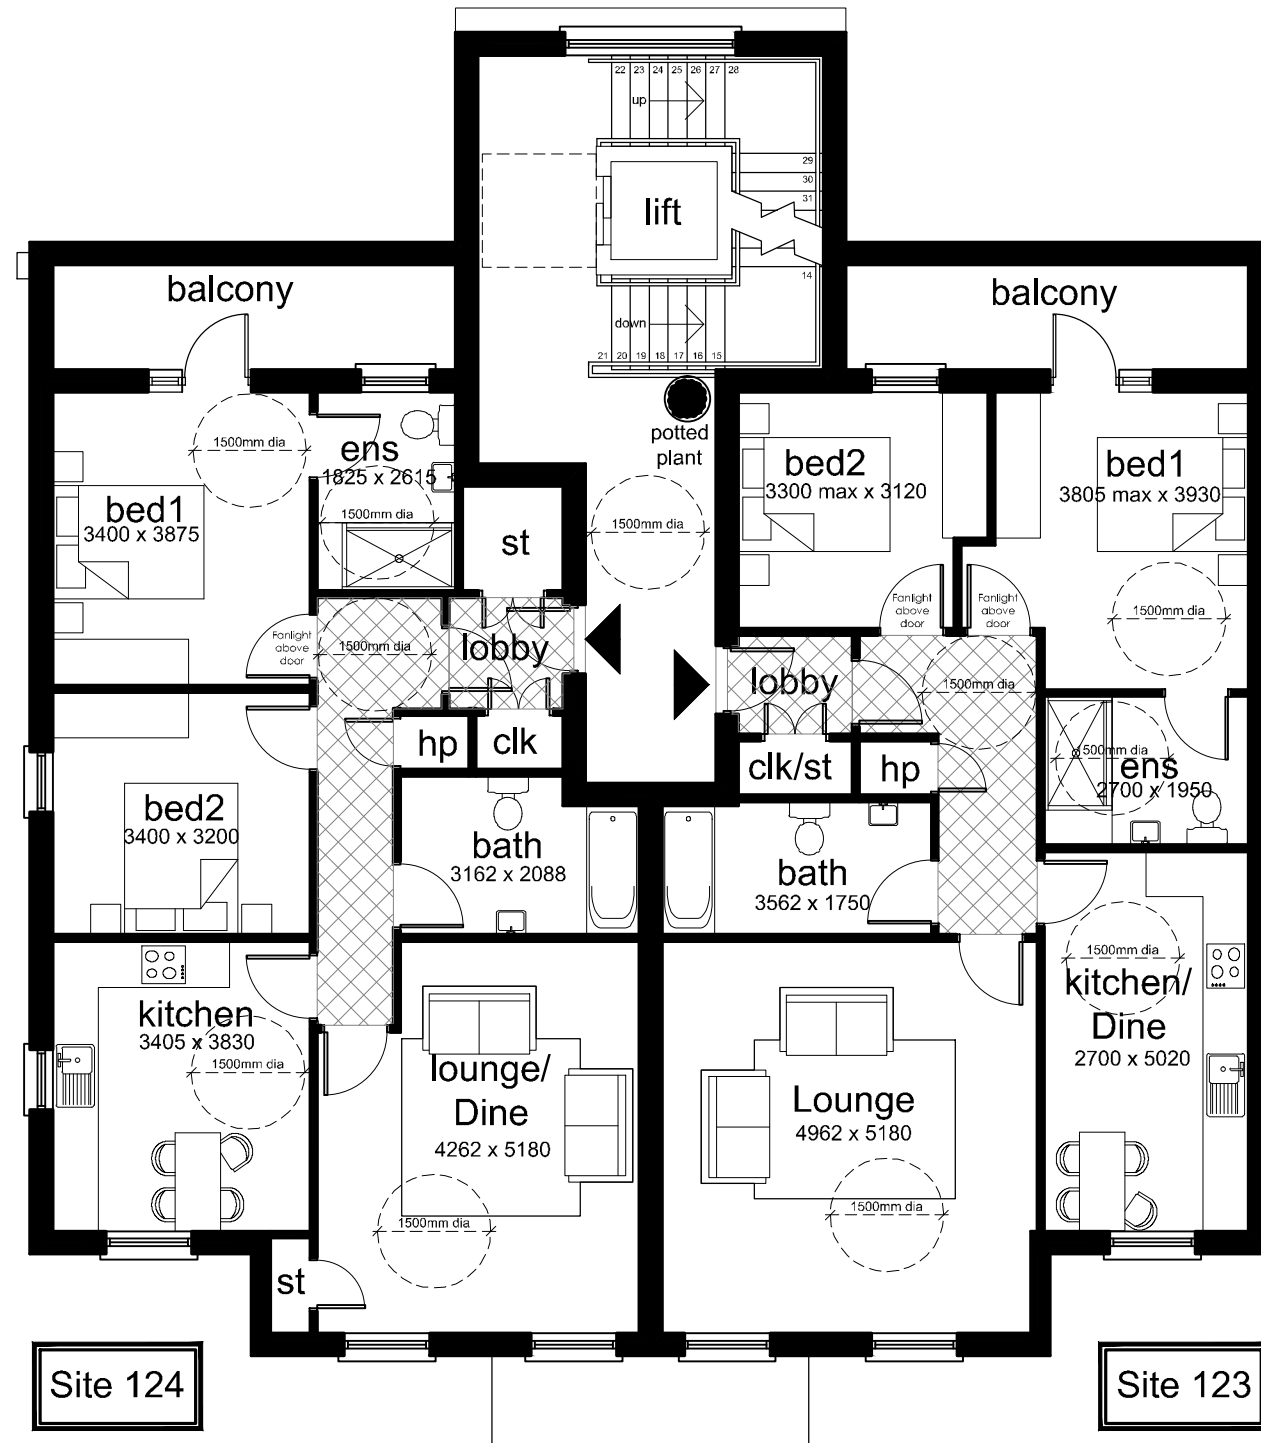 22 23 24 25 26 27 28
up
29
30
31
lift
14
down
21 20 19 18 17 16 15
balcony
balcony
potted
plant
1500mm dia
ens
1825 x 2615
1500mm dia
bed1
3400 x 3875
st
1500mm dia
bed2
3300 max x 3120
bed1
3805 max x 3930
Fanlight
above
door
Fanlight
above
door
1500mm dia
Fanlight
above
door
1500mm dia
lobby
lobby
1500mm dia
hp
clk
clk/st
hp
500mm dia
ens
2700 x 1950
bed2
3400 x 3200
bath
3162 x 2088
bath
3562 x 1750
1500mm dia
kitchen/
Dine
2700 x 5020
kitchen
3405 x 3830
1500mm dia
lounge/
Dine
4262 x 5180
Lounge
4962 x 5180
1500mm dia
1500mm dia
st
Site 124
Site 123